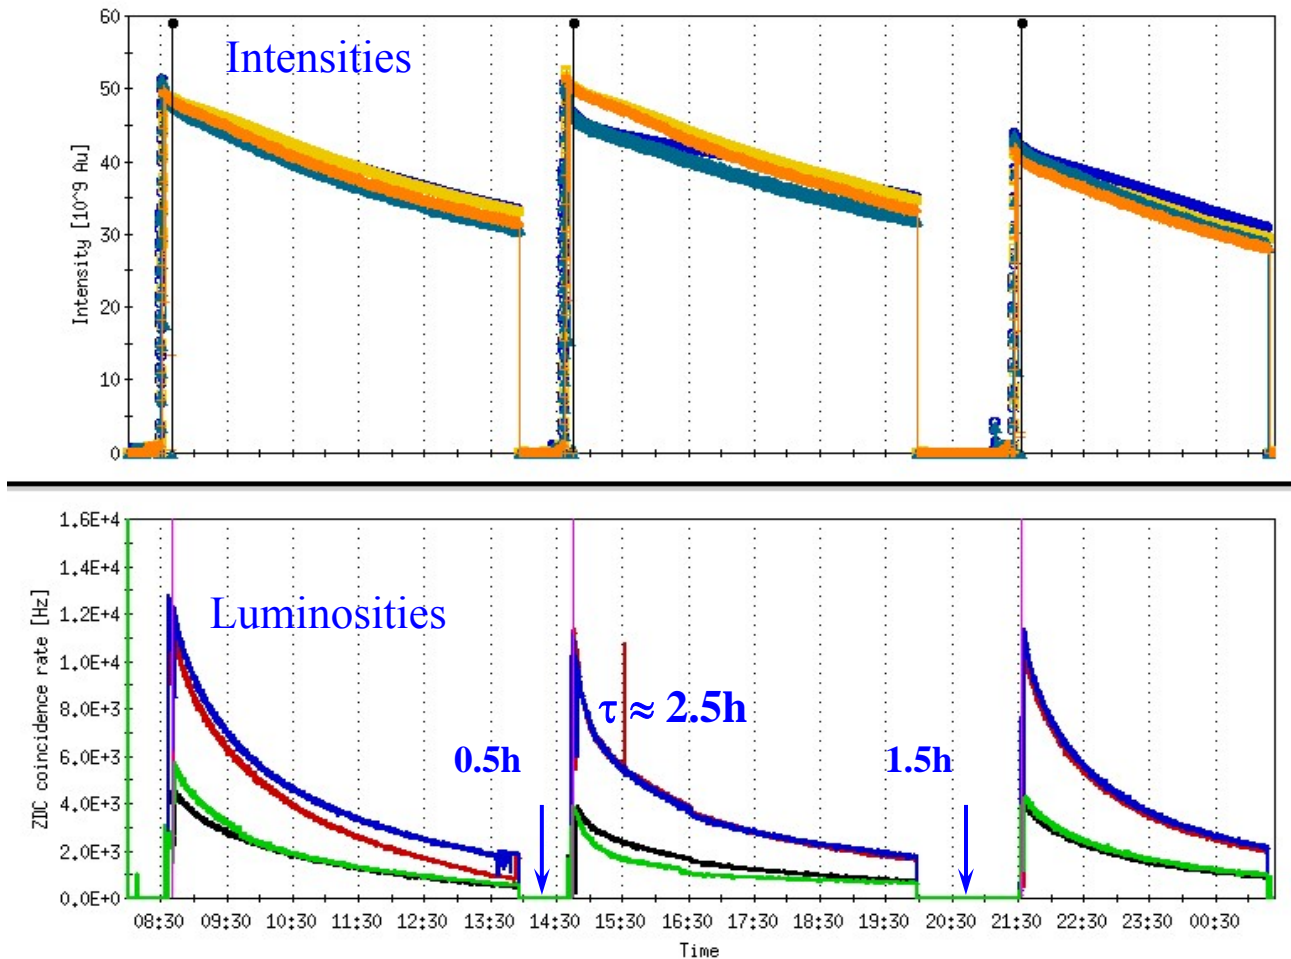 60
50
40
30
20
10
0
Intensity [10^9 Au]
Intensities
1.6E+4
1.4E+4
1.2E+4
1.0E+4
8.0E+3
6.0E+3
4.0E+3
2.0E+3
0.0E+0
ZDC coincidence rate [Hz]
Luminosities
τ ≈ 2.5h
0.5h
1.5h
08:30 09:30 10:30 11:30 12:30 13:30 14:30 15:30 16:30 17:30 18:30 19:30 20:30 21:30 22:30 23:30 00:30
Time